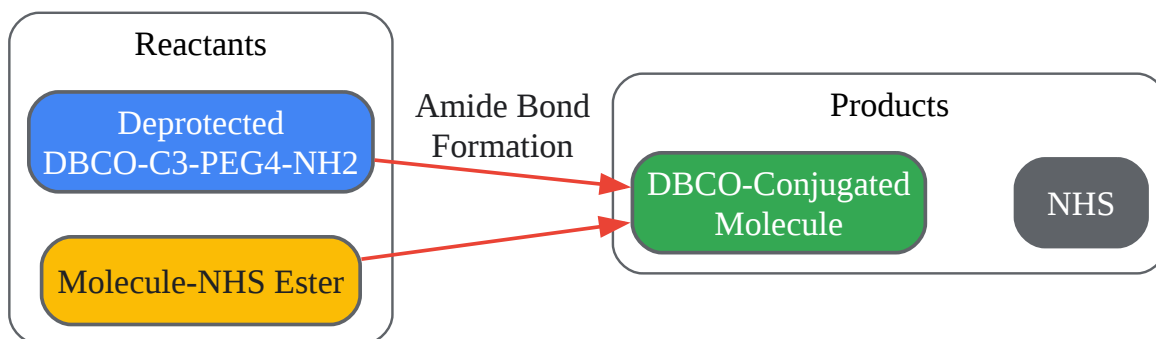 Reactants
Deprotected
DBCO-C3-PEG4-NH2
Molecule-NHS Ester
Amide Bond
Formation
Products
DBCO-Conjugated
Molecule
NHS